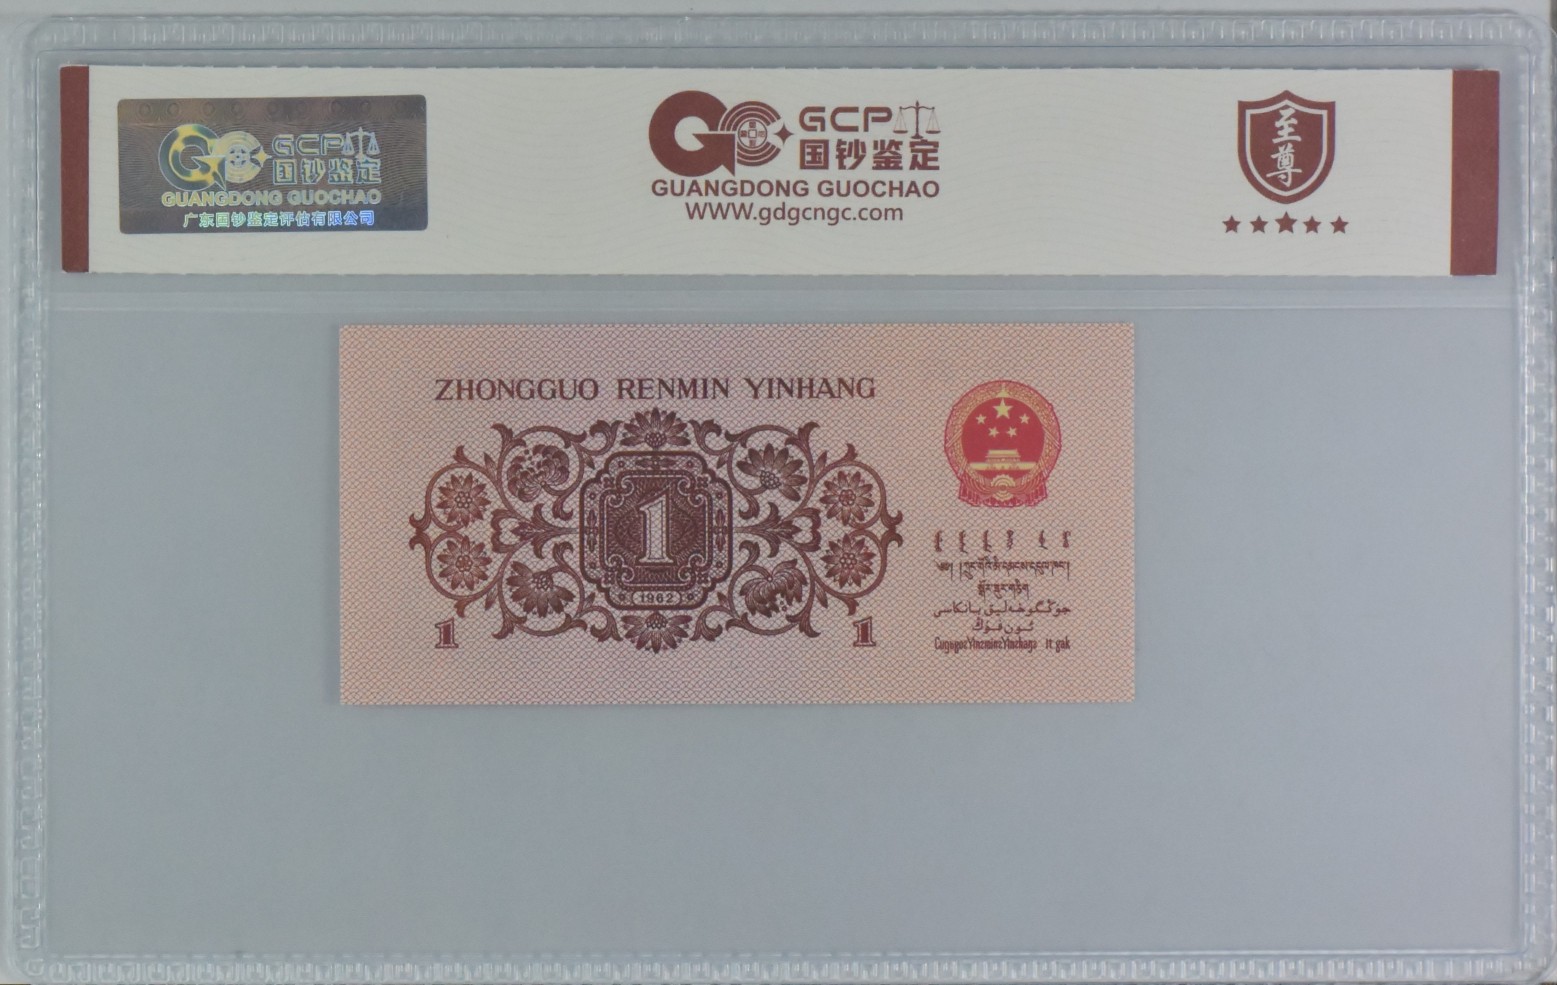 GCP
国钞鉴定
GUANGDONG GUOCHAO
广东国钞鉴定评估有限公司
GCP
国钞鉴定
GUANGDONG GUOCHAO
WWW.gdgcngc.com
至尊
ZHONGGUO RENMIN YINHANG
1
1962
1
1
جۇڭگوخەلىق بانكاسى